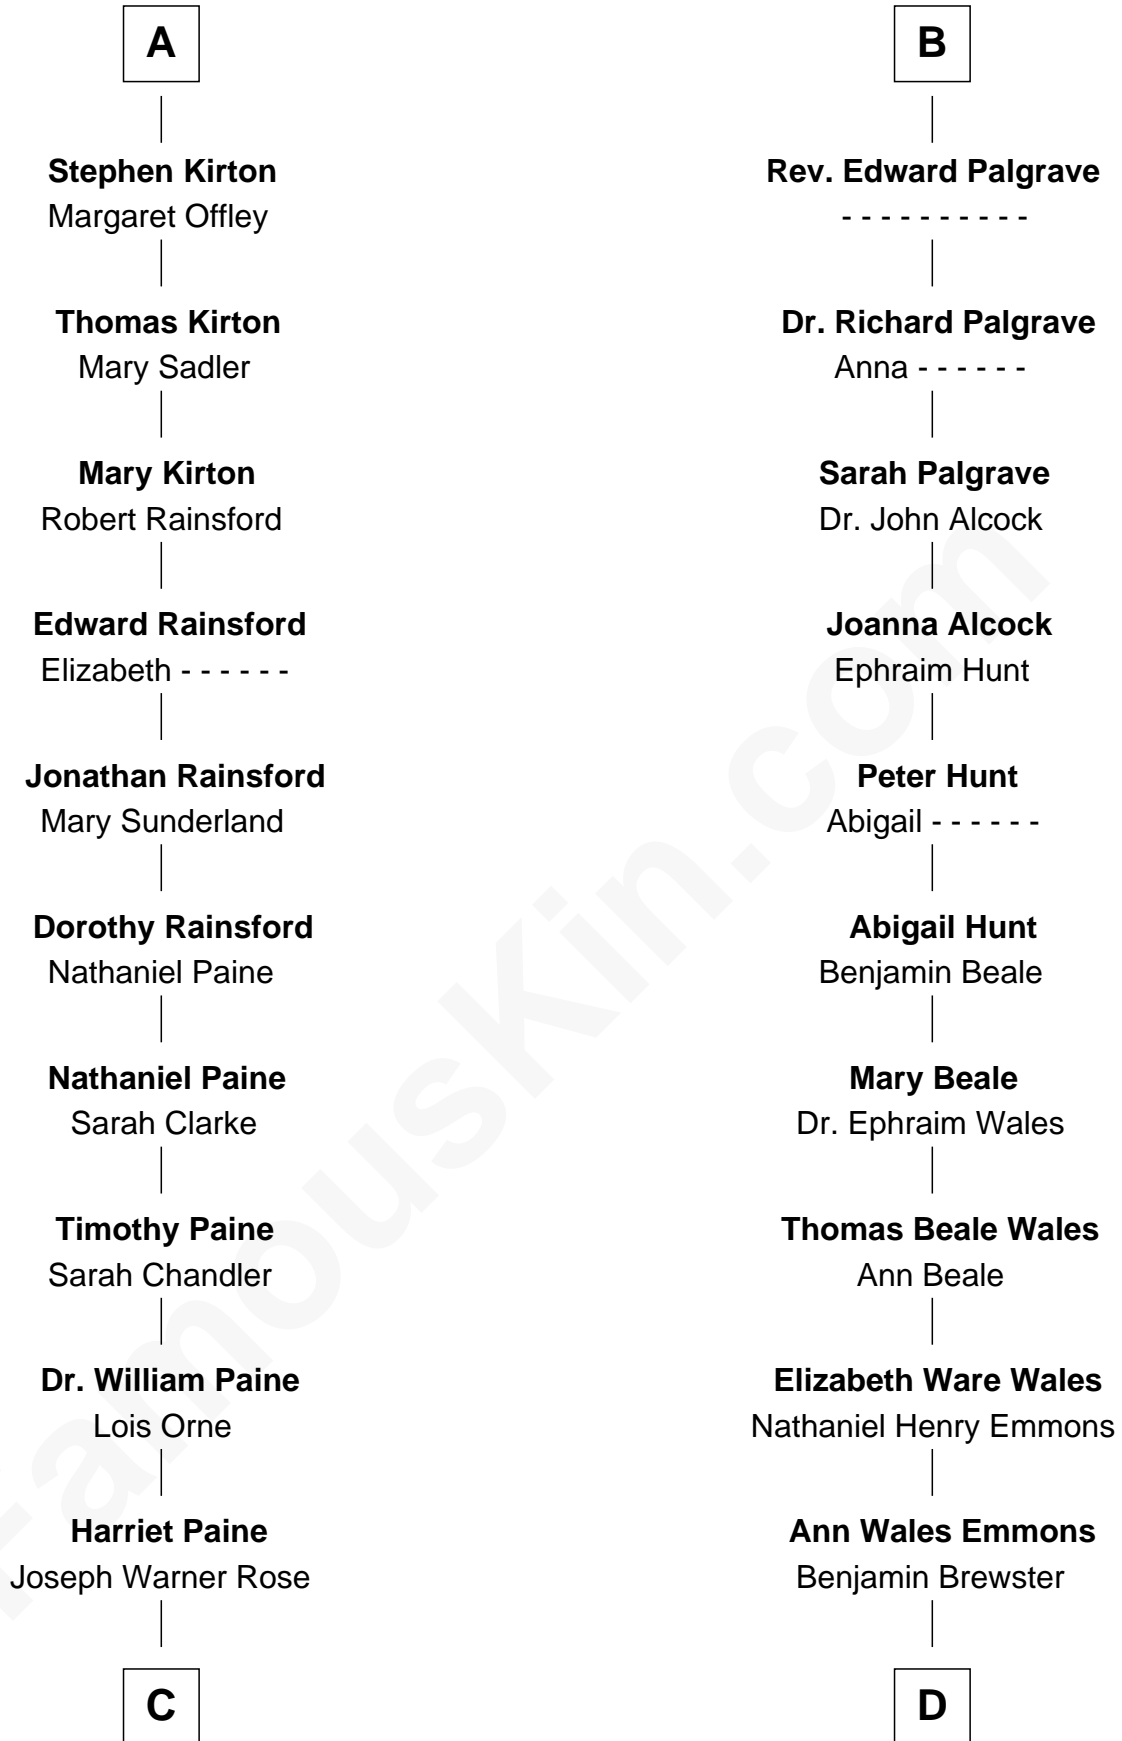 A
Stephen Kirton
Margaret Offley
Thomas Kirton
Mary Sadler
Mary Kirton
Robert Rainsford
Edward Rainsford
Elizabeth - - - - - -
Jonathan Rainsford
Mary Sunderland
Dorothy Rainsford
Nathaniel Paine
Nathaniel Paine
Sarah Clarke
Timothy Paine
Sarah Chandler
Dr. William Paine
Lois Orne
Harriet Paine
Joseph Warner Rose
C
B
Rev. Edward Palgrave
- - - - - - - - - -
Dr. Richard Palgrave
Anna - - - - - -
Sarah Palgrave
Dr. John Alcock
Joanna Alcock
Ephraim Hunt
Peter Hunt
Abigail - - - - - -
Abigail Hunt
Benjamin Beale
Mary Beale
Dr. Ephraim Wales
Thomas Beale Wales
Ann Beale
Elizabeth Ware Wales
Nathaniel Henry Emmons
Ann Wales Emmons
Benjamin Brewster
D
FamousKin.com